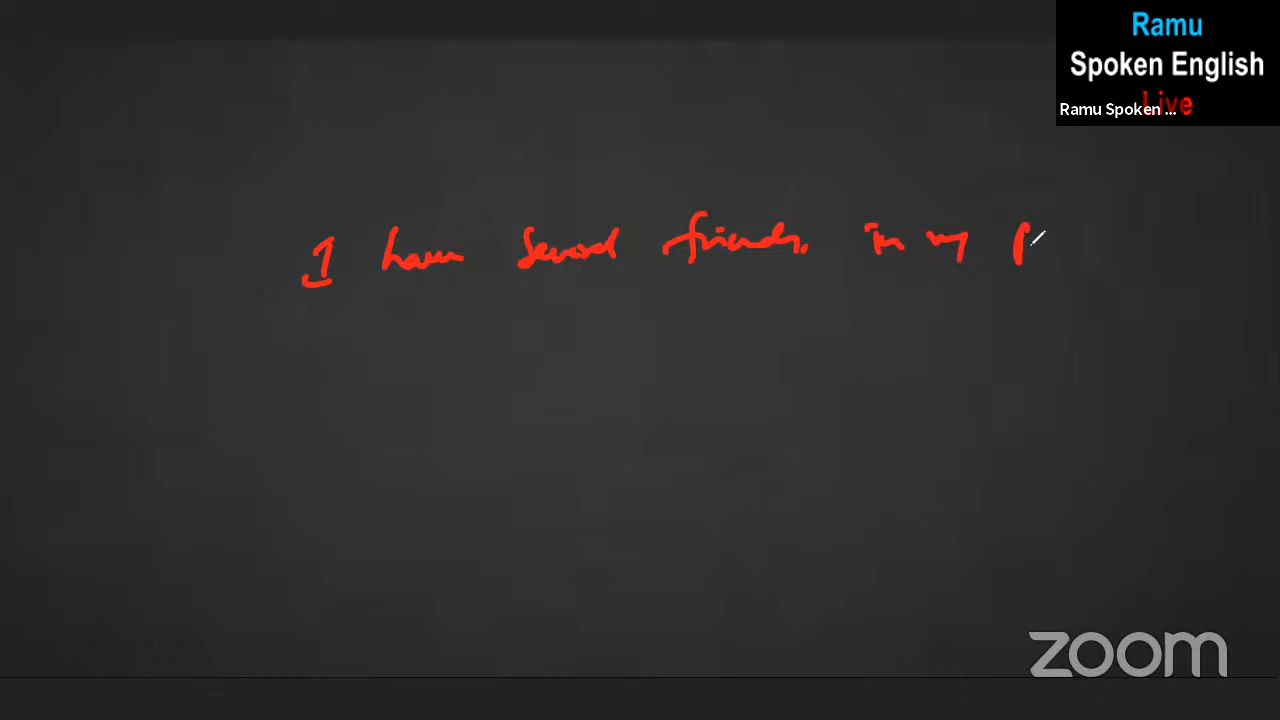 Ramu
Spoken English
Live
Ramu Spoken ...
I have several friends in my
zoom